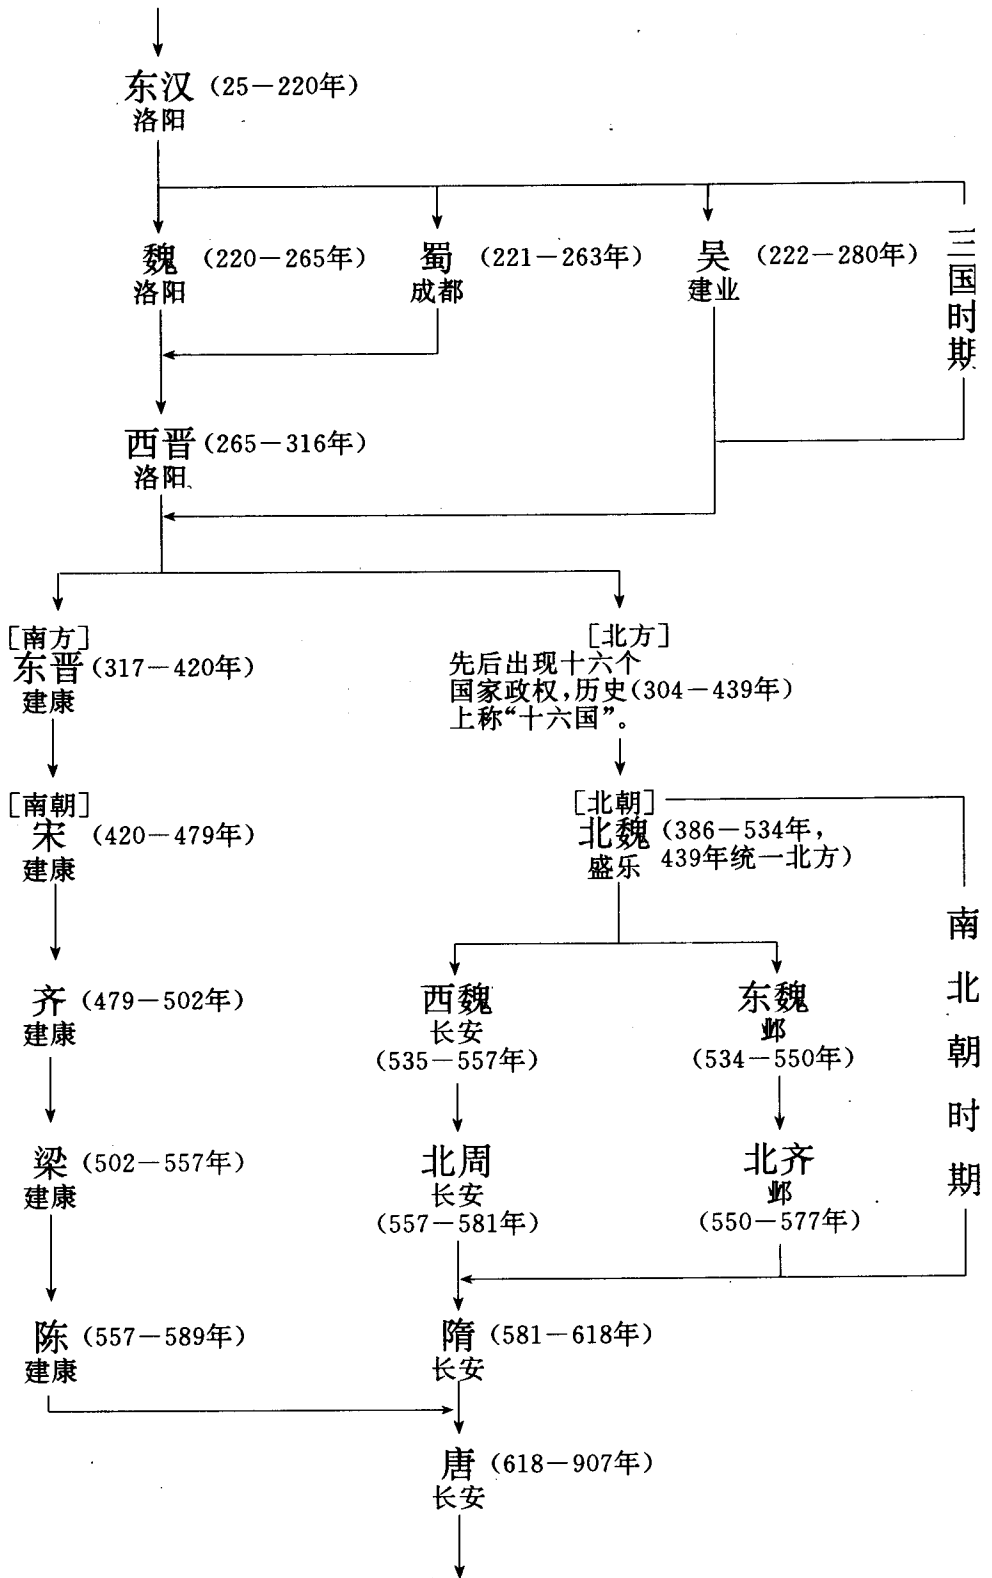 东汉(25—220年)
洛阳
魏(220—265年)
洛阳
蜀(221—263年)
成都
吴(222—280年)
建业
三国时期
西晋(265—316年)
洛阳
[南方]
东晋(317—420年)
建康
[北方]
先后出现十六个
国家政权,历史(304—439年)
上称“十六国”。
[南朝]
宋(420—479年)
建康
[北朝]
北魏(386—534年,
盛乐 439年统一北方)
南北朝时期
齐(479—502年)
建康
西魏
长安
(535—557年)
东魏
邺
(534—550年)
梁(502—557年)
建康
北周
长安
(557—581年)
北齐
邺
(550—577年)
陈(557—589年)
建康
隋(581—618年)
长安
唐(618—907年)
长安